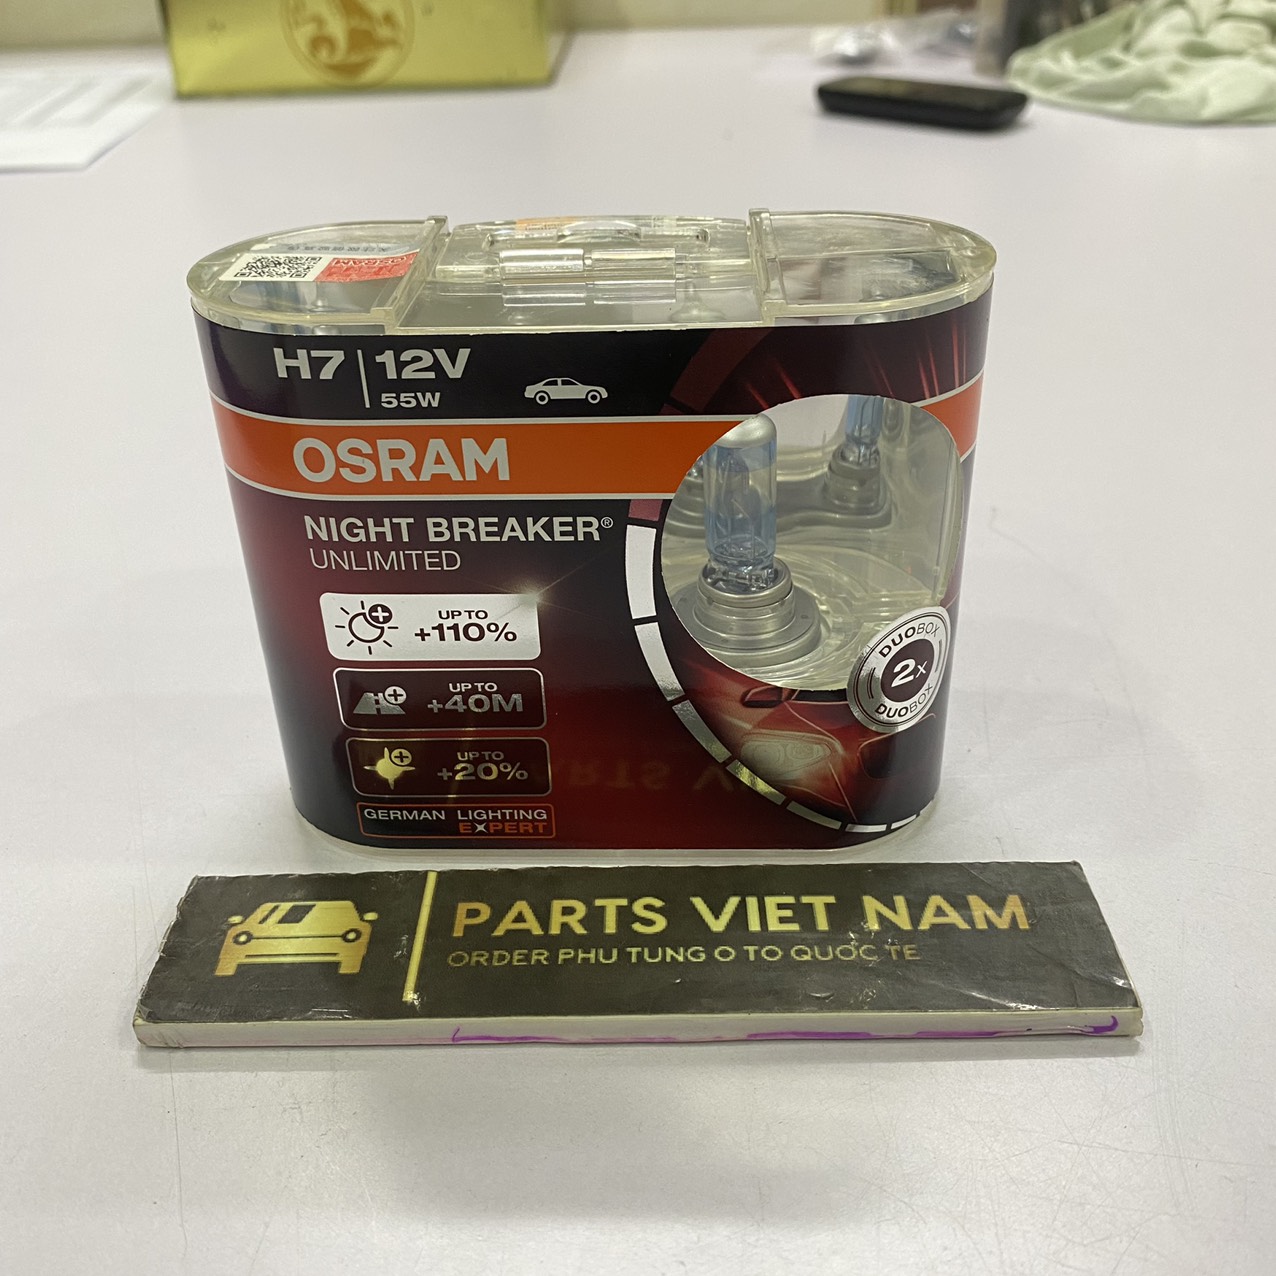 H7 | 12V
55W
OSRAM
NIGHT BREAKER®
UNLIMITED
UP TO
+110%
UP TO
+40M
UP TO
+20%
GERMAN LIGHTING
EXPERT
DUOBOX
2x
DUOBOX
PARTS VIET NAM
ORDER PHU TUNG O TO QUOC TE